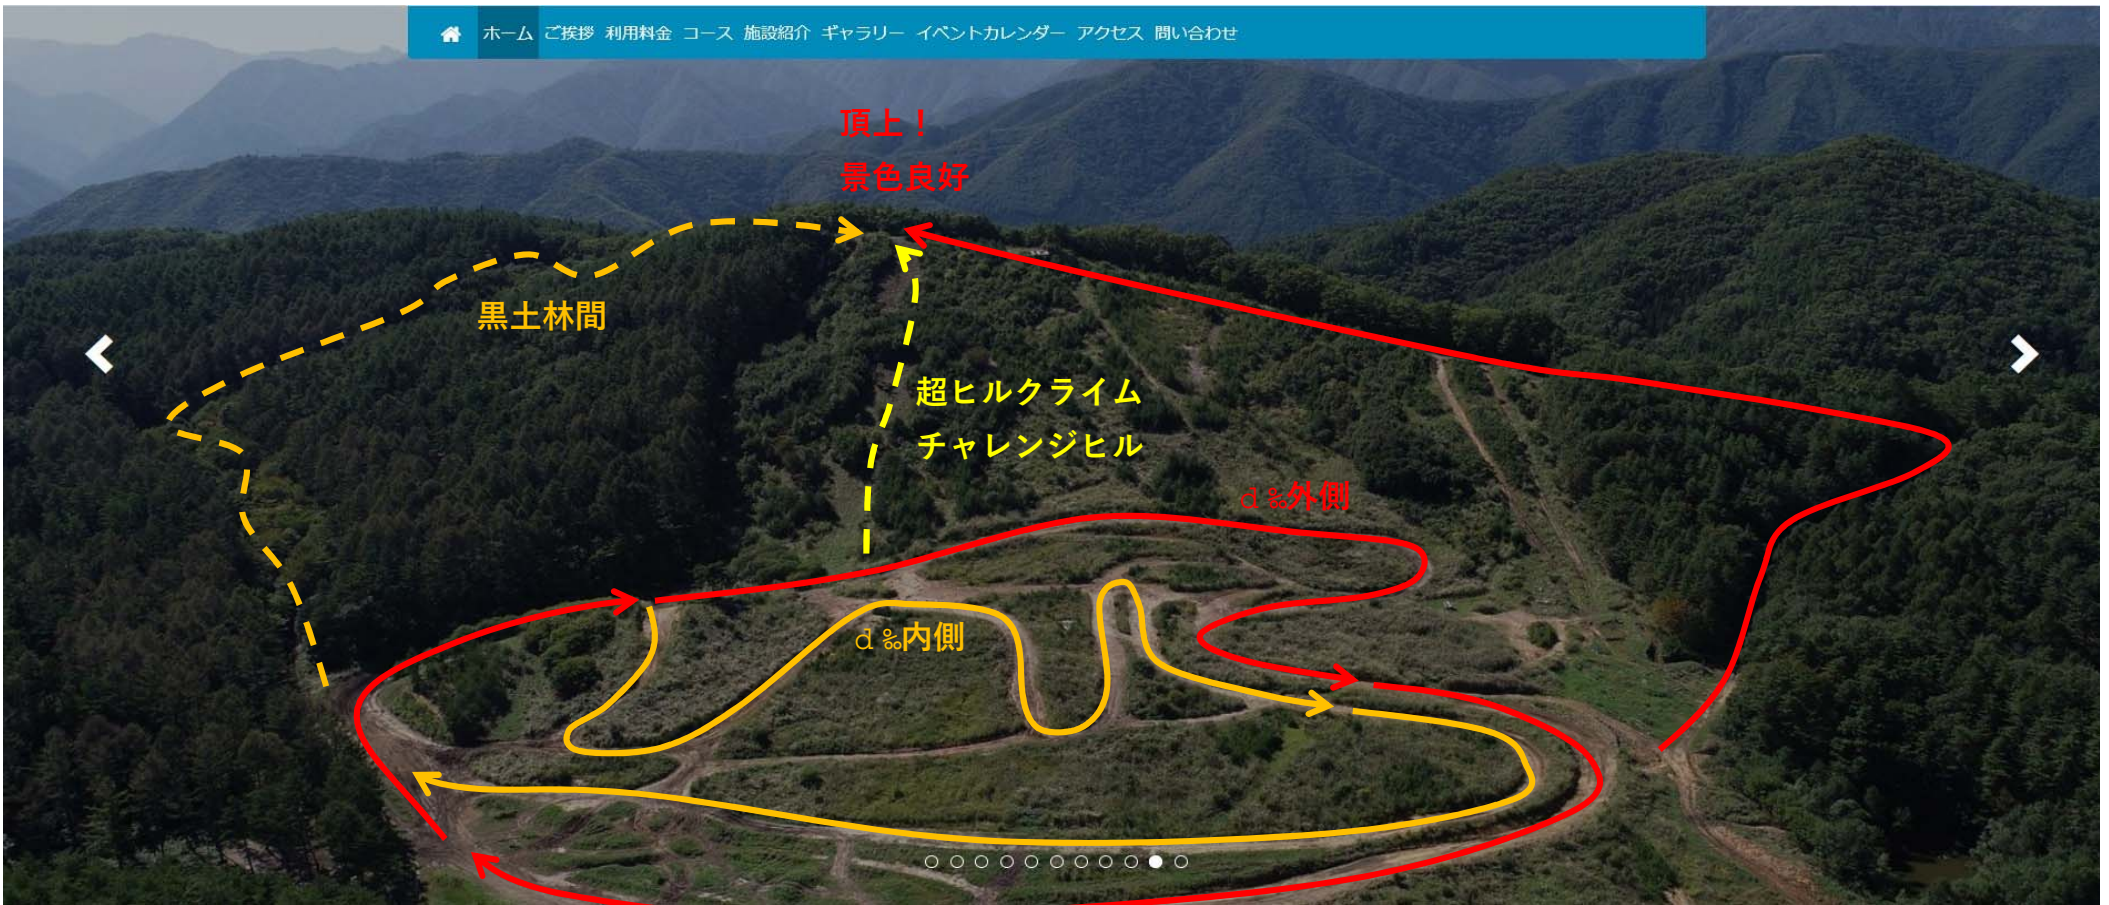 ホーム ご挨拶 利用料金 コース 施設紹介 ギャラリー イベントカレンダー アクセス 問い合わせ
頂上！
景色良好
黒土林間
超ヒルクライム
チャレンジヒル
ｄ‰外側
ｄ‰内側